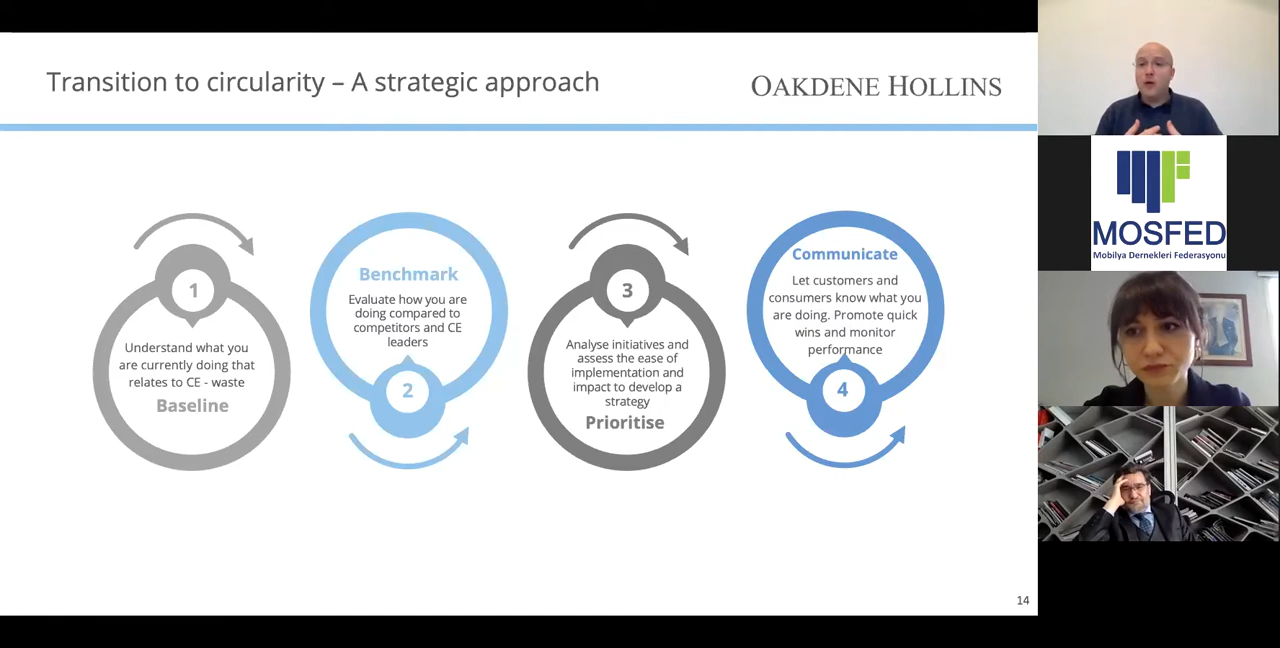 Transition to circularity – A strategic approach
OAKDENE HOLLINS
1
Understand what you
are currently doing that
relates to CE - waste
Baseline
Benchmark
Evaluate how you are
doing compared to
competitors and CE
leaders
2
3
Analyse initiatives and
assess the ease of
implementation and
impact to develop a
strategy
Prioritise
Communicate
Let customers and
consumers know what you
are doing. Promote quick
wins and monitor
performance
4
14
MOSFED
Mobilya Dernekleri Federasyonu